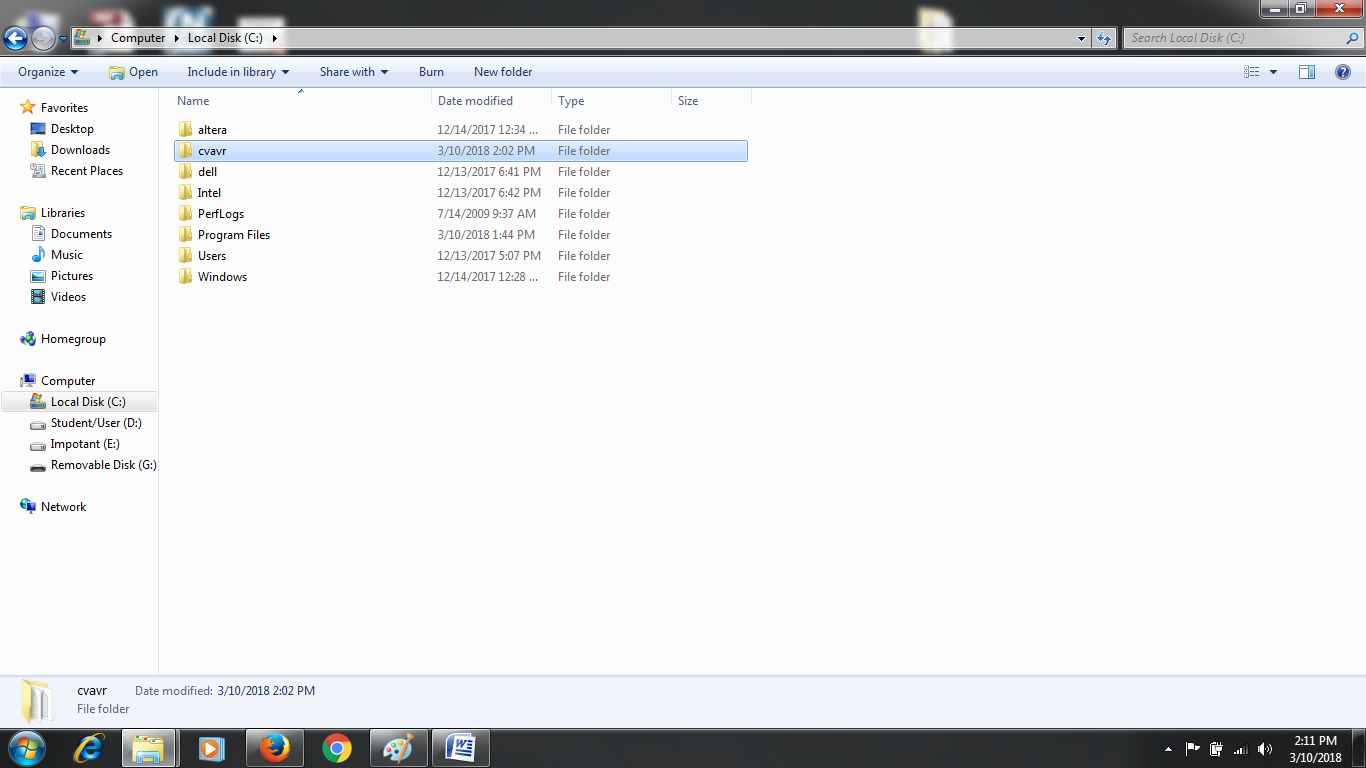 Computer Local Disk (C:) Search Local Disk (C:)
Organize Open Include in library Share with Burn New folder
Favorites
Desktop
Downloads
Recent Places
Libraries
Documents
Music
Pictures
Videos
Homegroup
Computer
Local Disk (C:)
Student/User (D:)
Impotant (E:)
Removable Disk (G:)
Network
Name Date modified Type Size
altera 12/14/2017 12:34 ... File folder
cvavr 3/10/2018 2:02 PM File folder
dell 12/13/2017 6:41 PM File folder
Intel 12/13/2017 6:42 PM File folder
PerfLogs 7/14/2009 9:37 AM File folder
Program Files 3/10/2018 1:44 PM File folder
Users 12/13/2017 5:07 PM File folder
Windows 12/14/2017 12:28 ... File folder
cvavr Date modified: 3/10/2018 2:02 PM
File folder
2:11 PM
3/10/2018